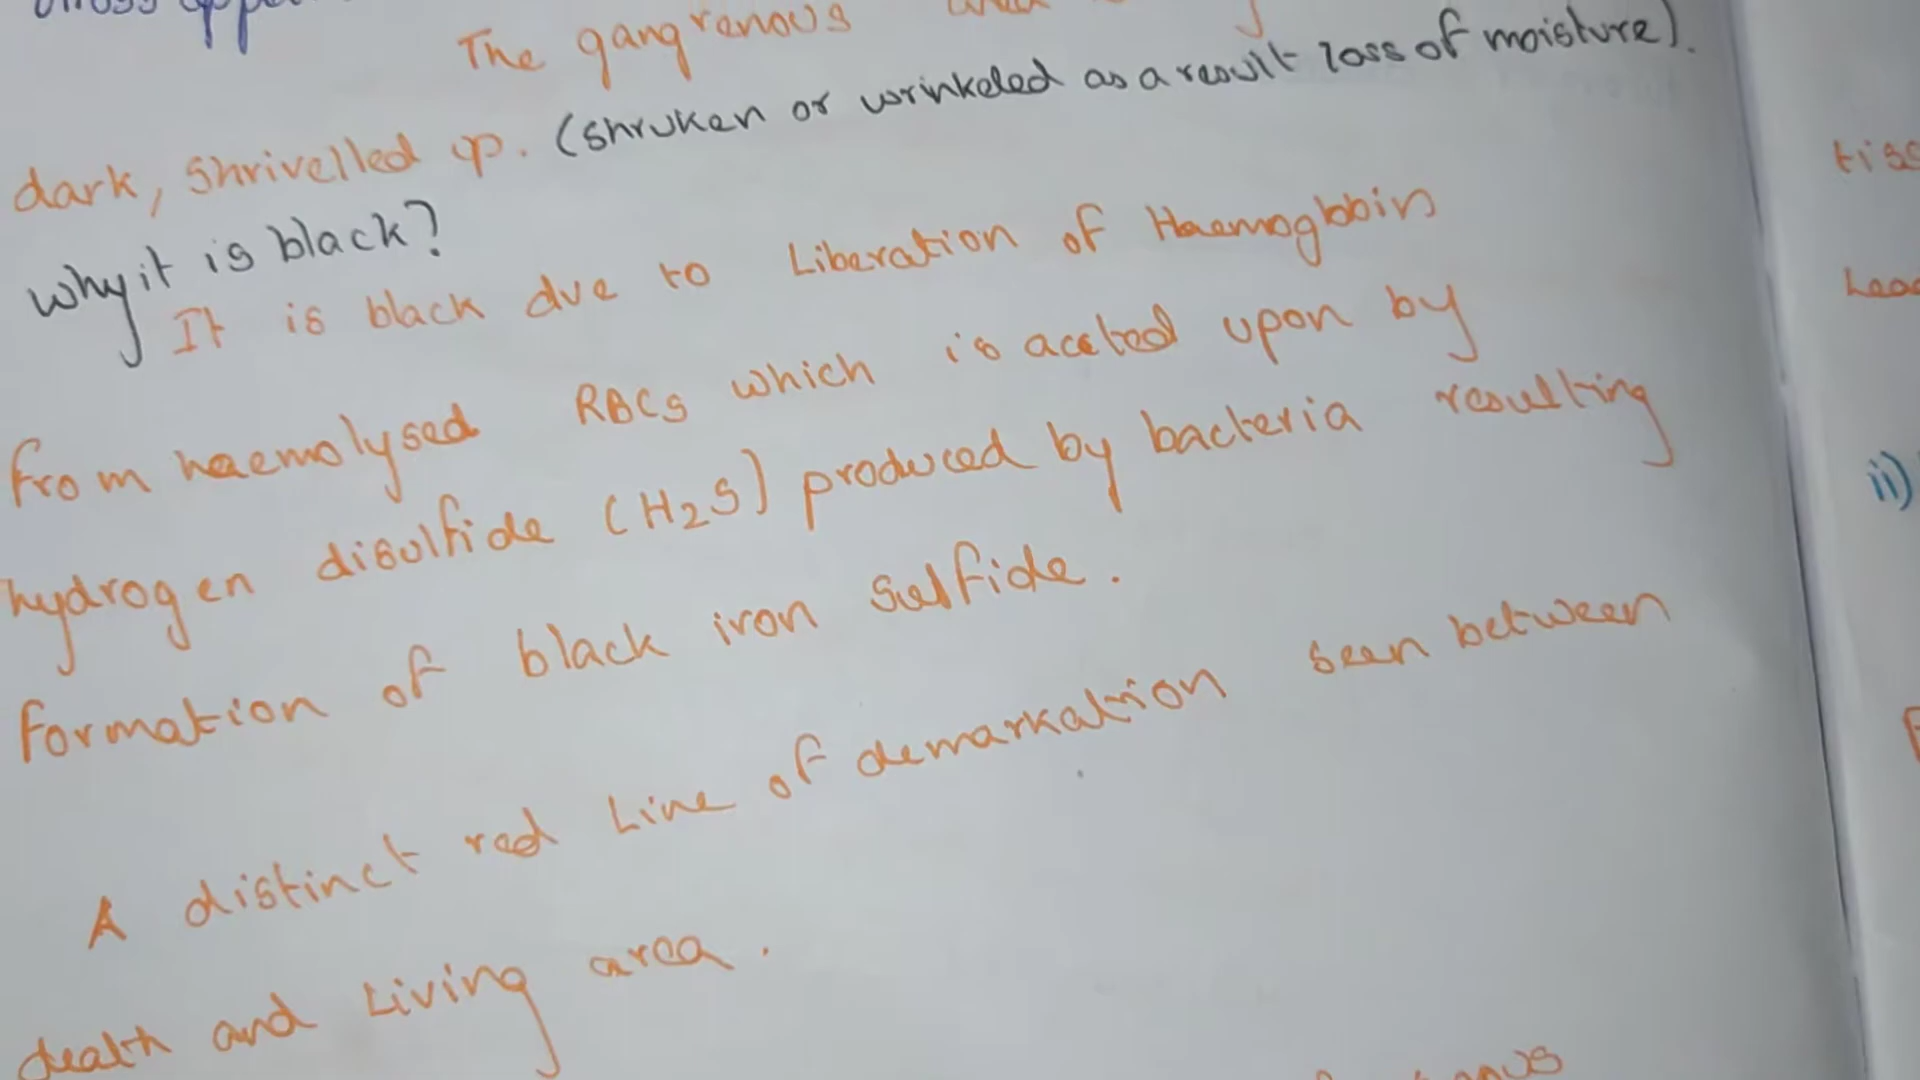 The gangrenous
dark, shrivelled up. (shruken or wrinkeled as a result loss of moisture).
why it is black?
It is black due to Liberation of Haemoglobin
from haemolysed RBCs which is accted upon by
hydrogen disulfide (H2S) produced by bacteria resulting
formation of black iron sulfide.
A distinct red Line of demarkation seen between
death and Living area.
ii)